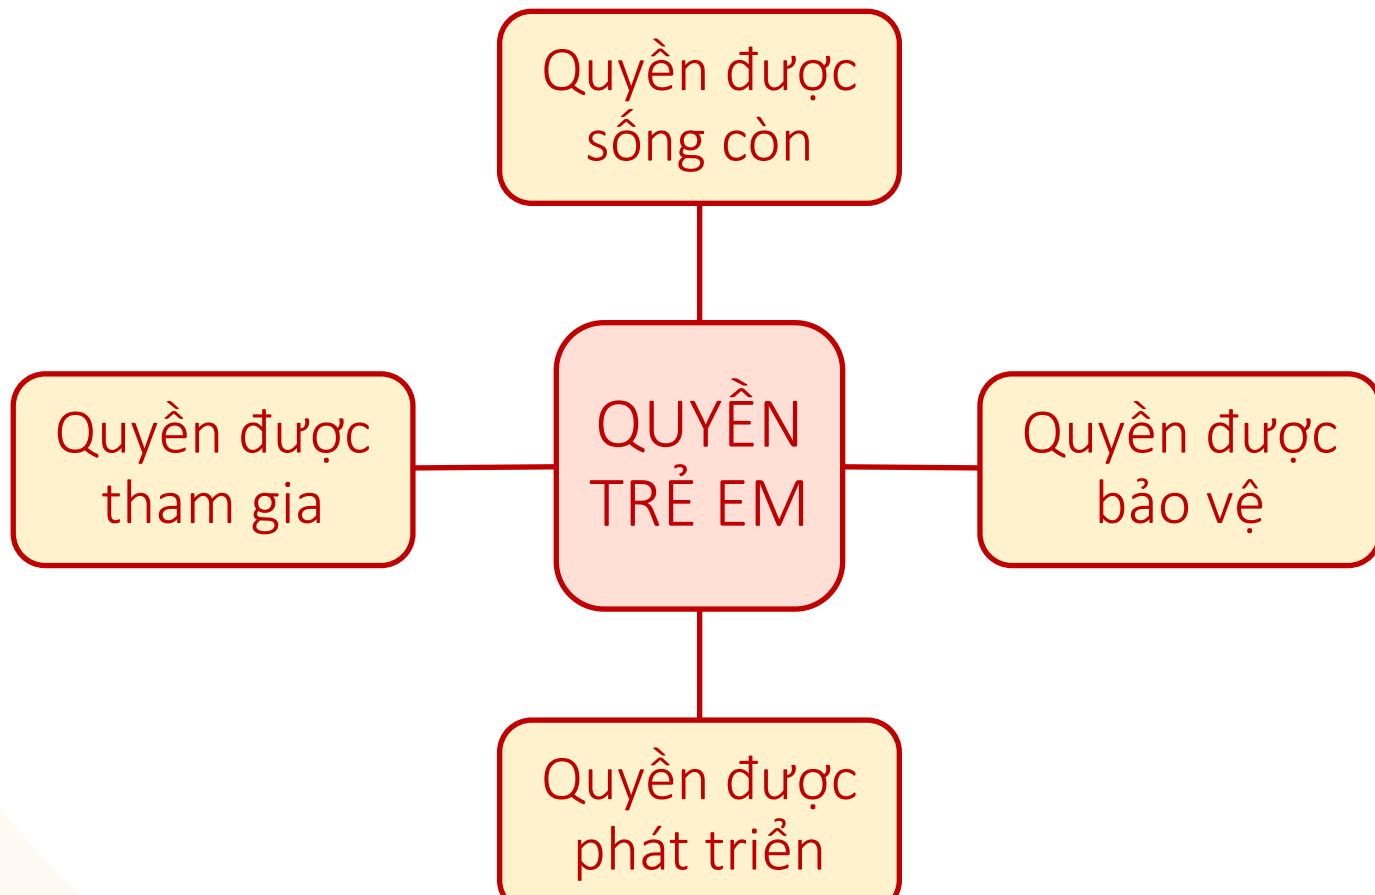 Quyền được
sống còn
Quyền được
tham gia
QUYỀN
TRẺ EM
Quyền được
bảo vệ
Quyền được
phát triển